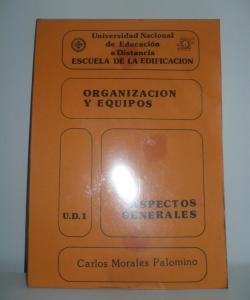 Universidad Nacional
de Educación
a Distancia
ESCUELA DE LA EDIFICACION
ORGANIZACION
Y EQUIPOS
U.D.1
ASPECTOS
GENERALES
Carlos Morales Palomino